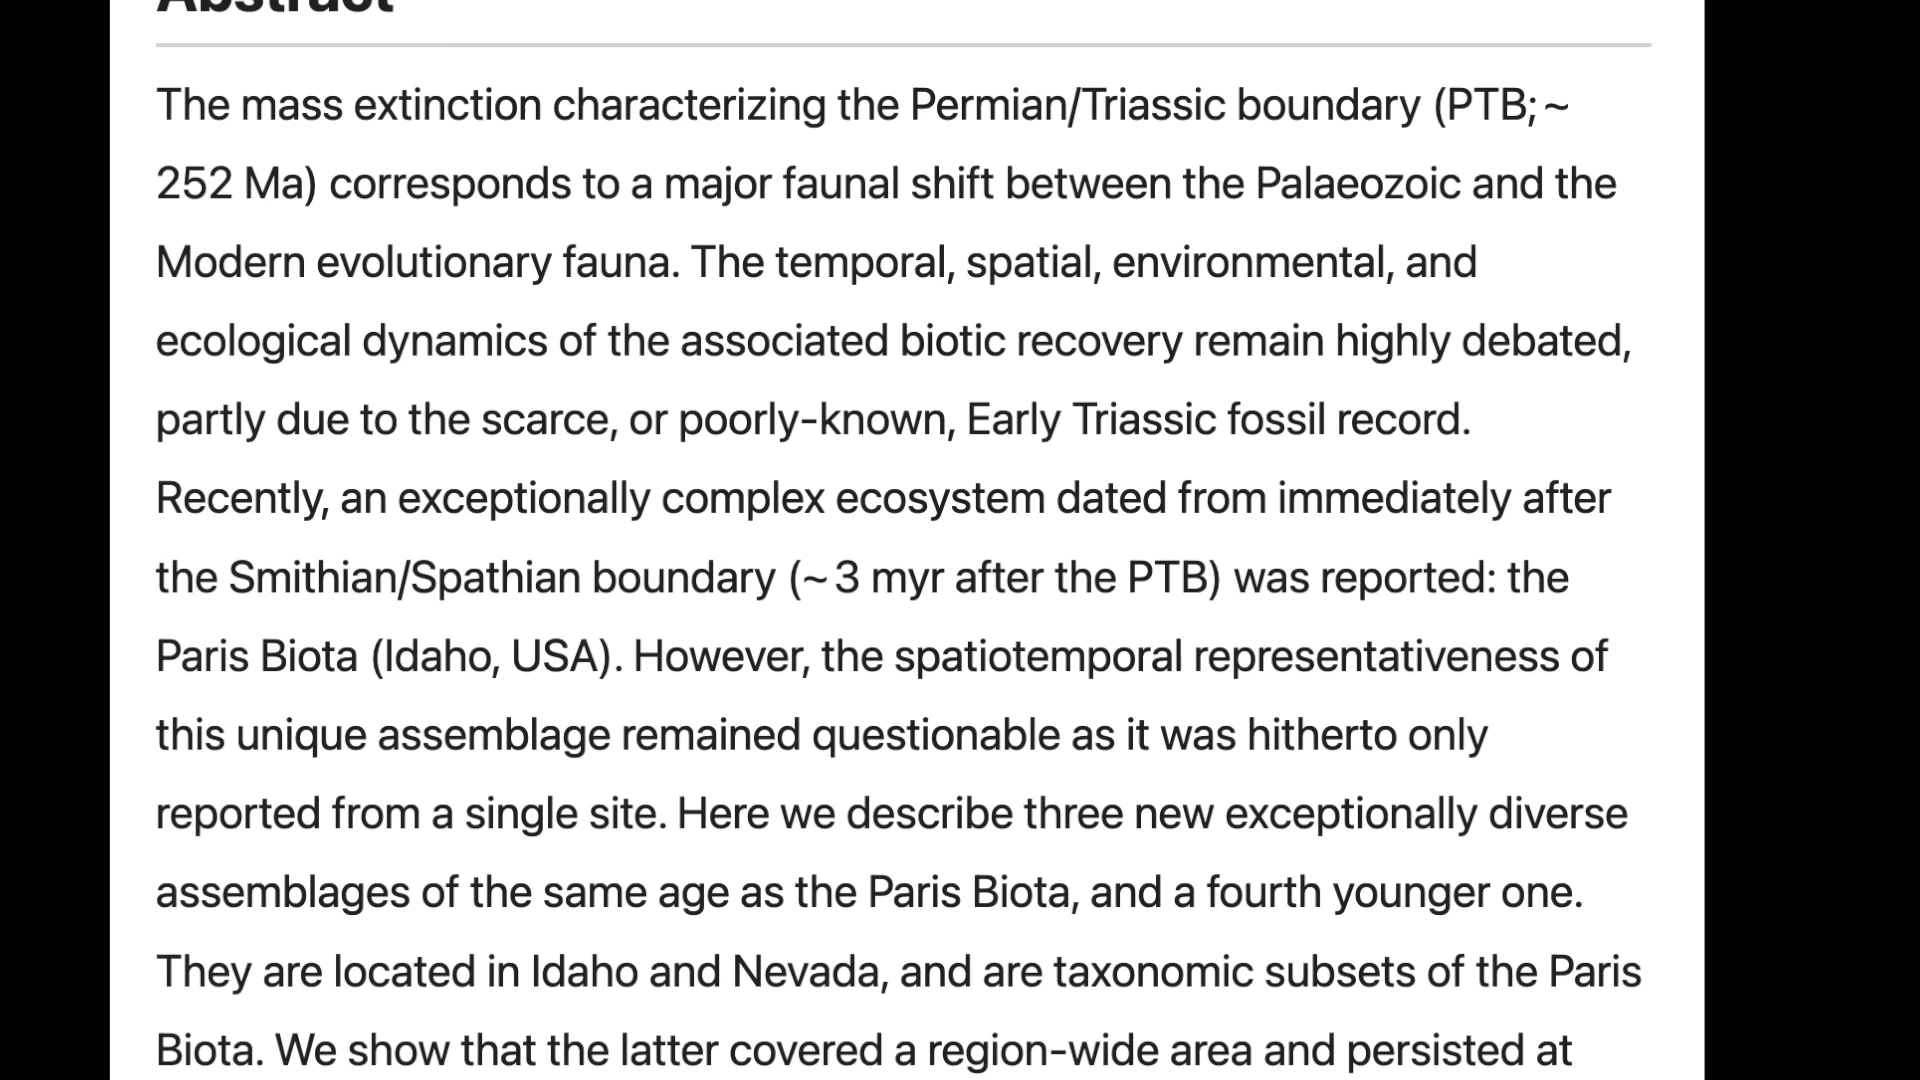 Abstract
The mass extinction characterizing the Permian/Triassic boundary (PTB; ~
252 Ma) corresponds to a major faunal shift between the Palaeozoic and the
Modern evolutionary fauna. The temporal, spatial, environmental, and
ecological dynamics of the associated biotic recovery remain highly debated,
partly due to the scarce, or poorly-known, Early Triassic fossil record.
Recently, an exceptionally complex ecosystem dated from immediately after
the Smithian/Spathian boundary (~ 3 myr after the PTB) was reported: the
Paris Biota (Idaho, USA). However, the spatiotemporal representativeness of
this unique assemblage remained questionable as it was hitherto only
reported from a single site. Here we describe three new exceptionally diverse
assemblages of the same age as the Paris Biota, and a fourth younger one.
They are located in Idaho and Nevada, and are taxonomic subsets of the Paris
Biota. We show that the latter covered a region-wide area and persisted at